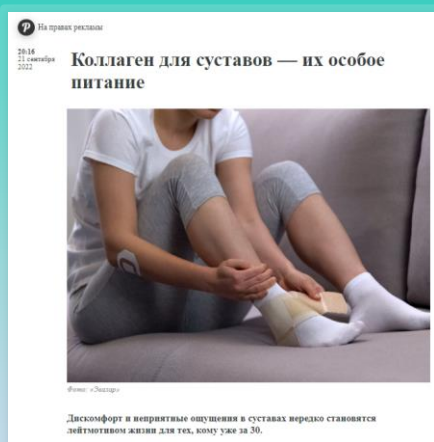 На правах рекламы
20:16
21 сентября
2022
Коллаген для суставов — их особое
питание
Фото: «Эвалар»
Дискомфорт и неприятные ощущения в суставах нередко становятся
лейтмотивом жизни для тех, кому уже за 30.